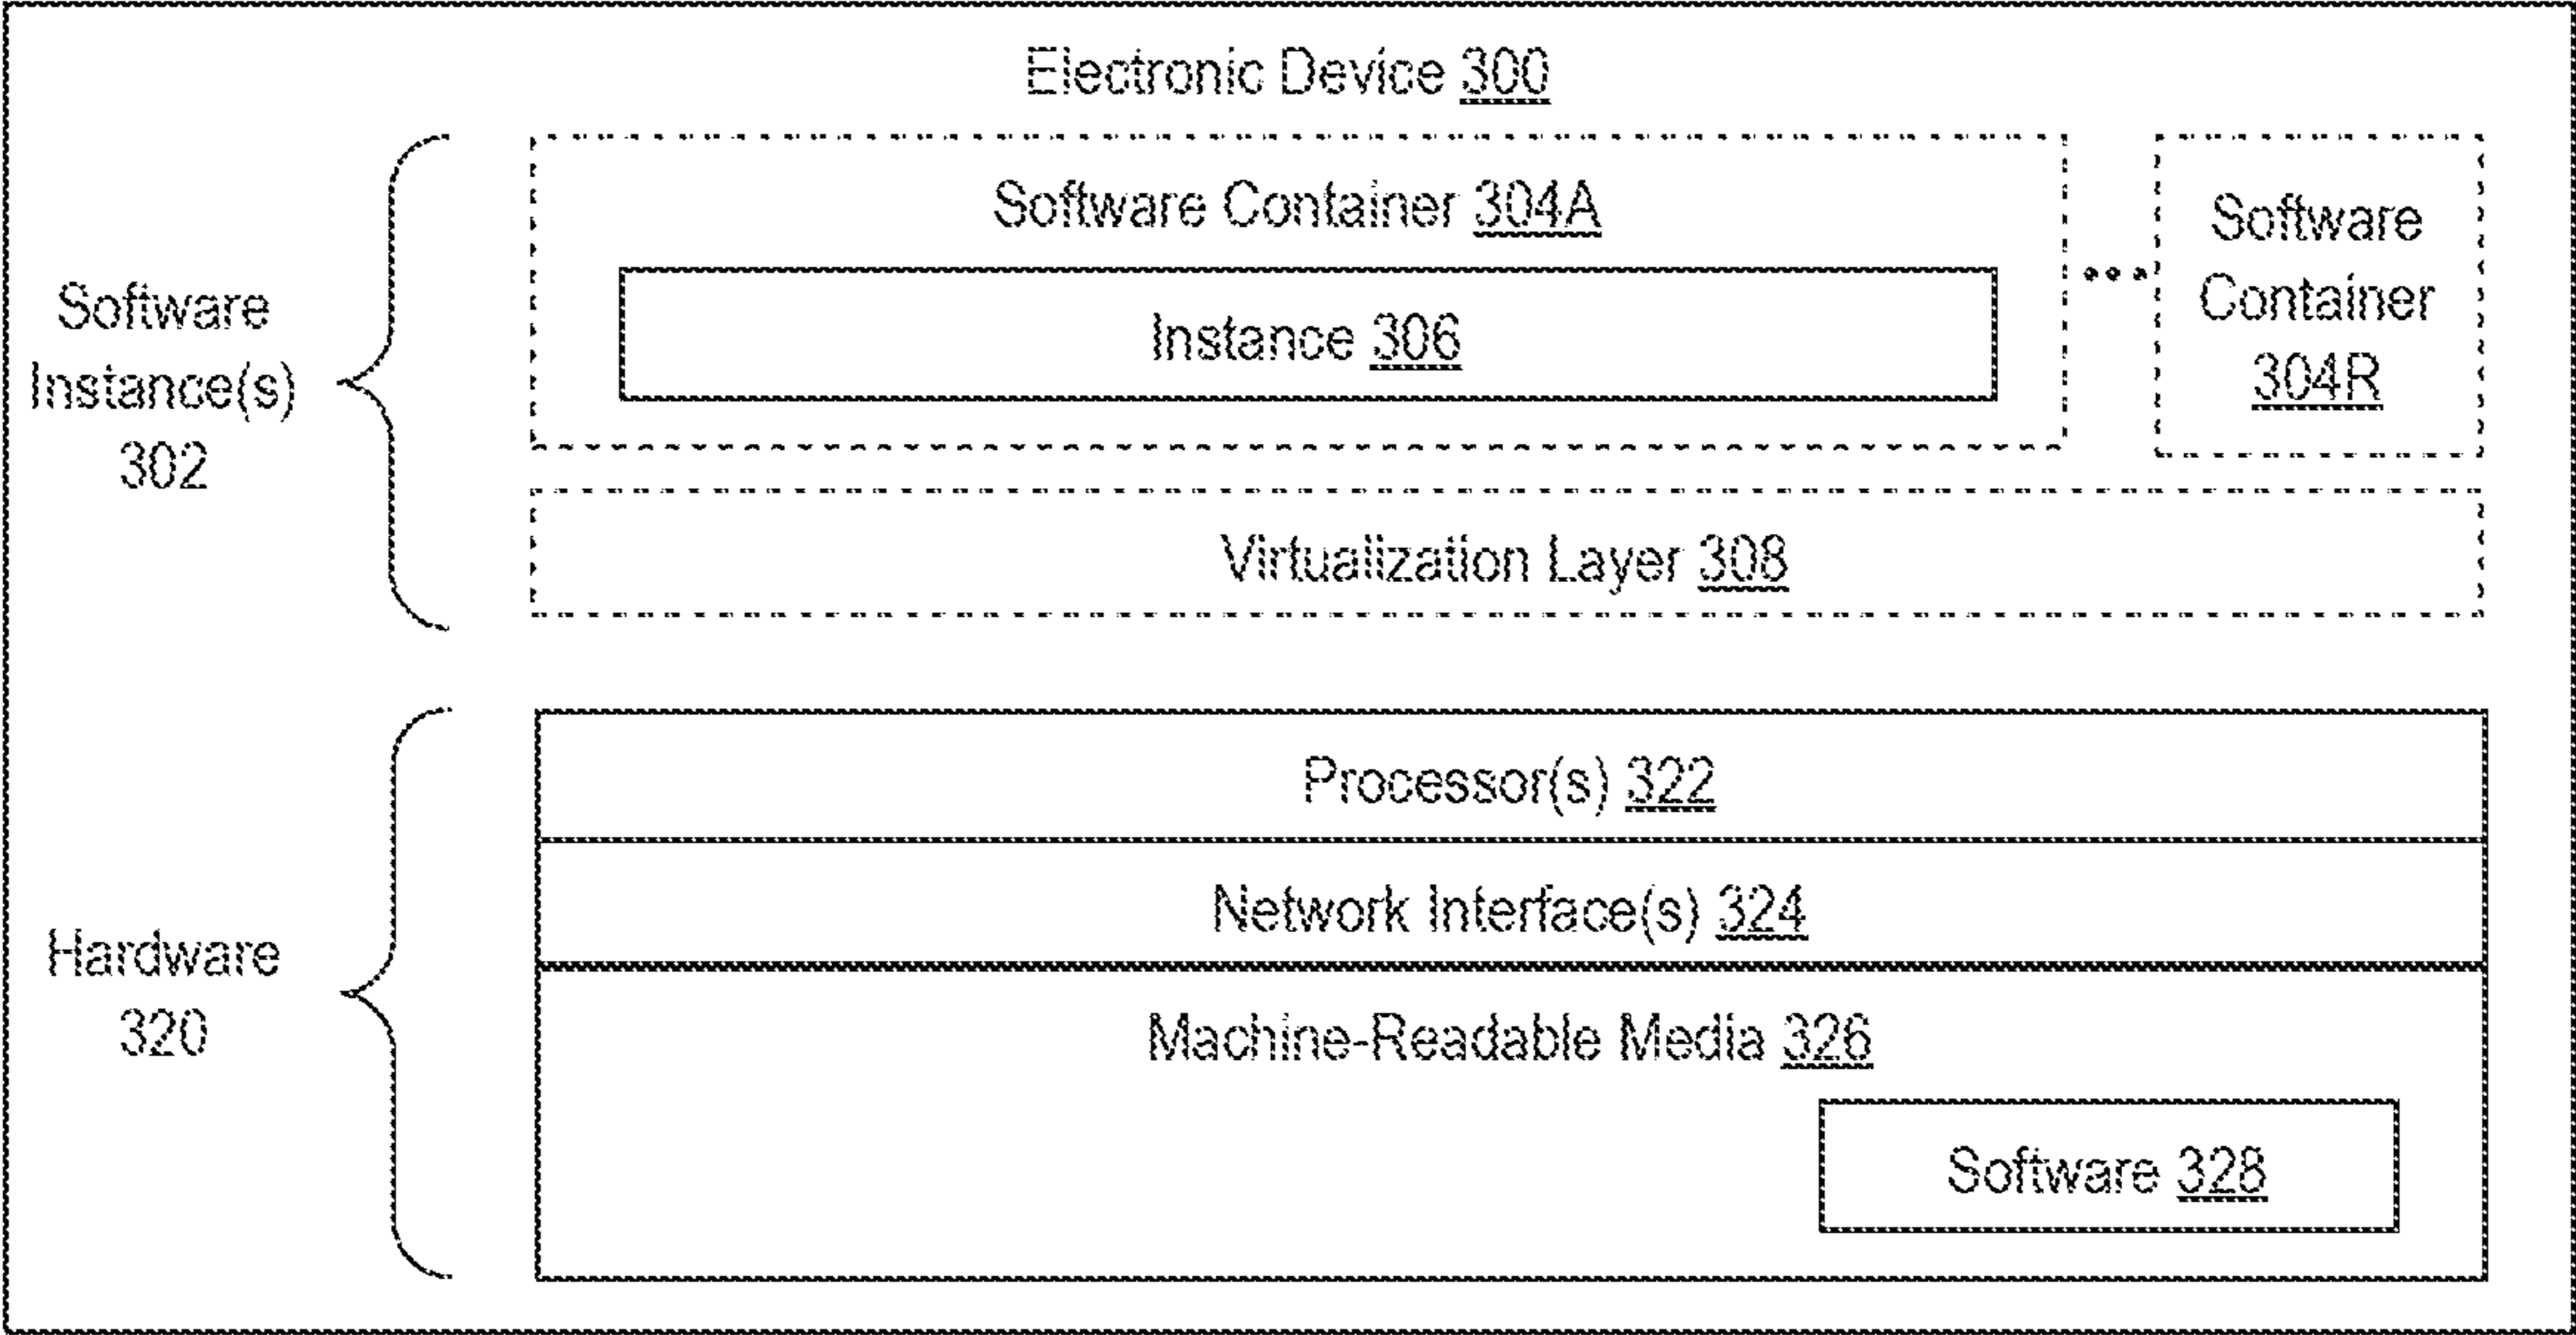 Electronic Device 300
Software Container 304A
Instance 306
Software
Container
304R
Software
Instance(s)
302
Virtualization Layer 308
Processor(s) 322
Network Interface(s) 324
Hardware
320
Machine-Readable Media 326
Software 328